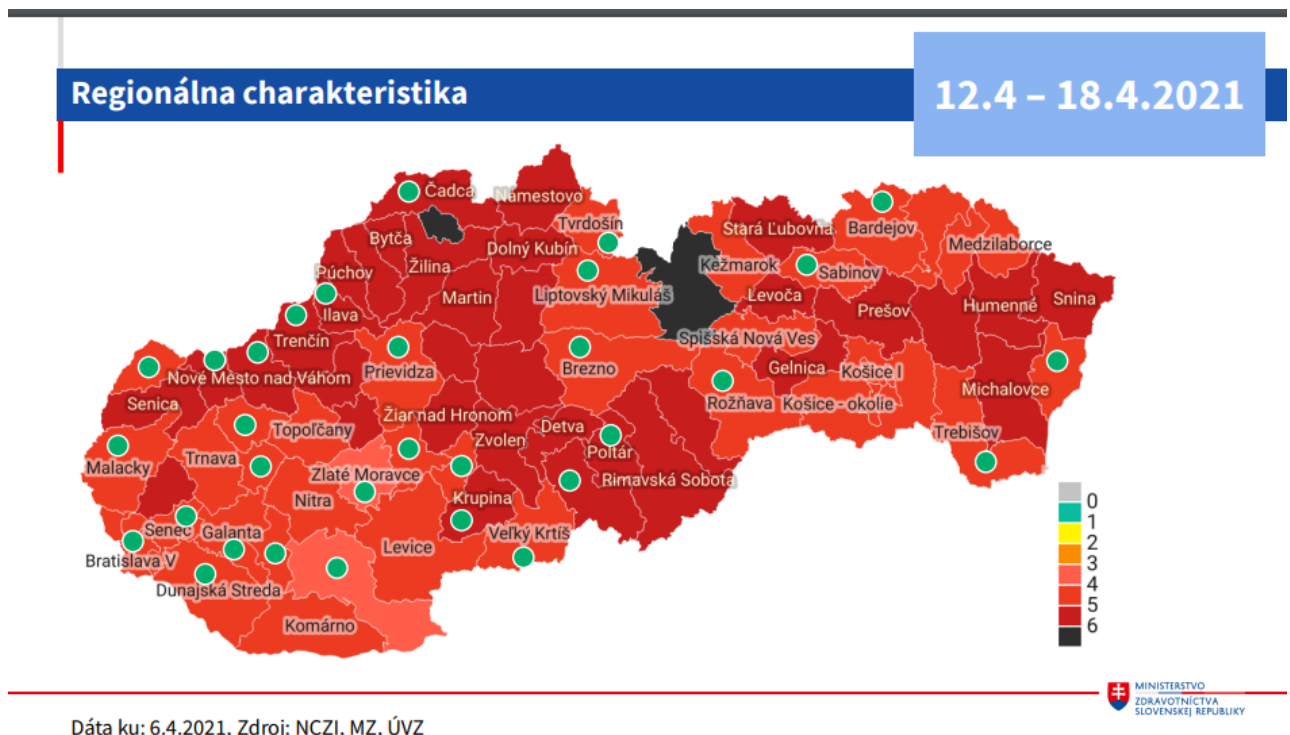 Regionálna charakteristika
12.4 – 18.4.2021
Čadca
Námestovo
Tvrdošín
Stará Ľubovňa
Bardejov
Bytča
Dolný Kubín
Medzilaborce
Púchov
Žilina
Kežmarok
Sabinov
Martin
Liptovský Mikuláš
Levoča
Ilava
Prešov
Humenné
Snina
Trenčín
Spišská Nová Ves
Nové Mesto nad Váhom
Prievidza
Brezno
Gelnica
Košice I
Senica
Rožňava
Košice - okolie
Michalovce
Žiar nad Hronom
Topoľčany
Zvolen
Detva
Trebišov
Malacky
Trnava
Poltár
Zlaté Moravce
Rimavská Sobota
Nitra
Krupina
Senec
Galanta
Veľký Krtíš
Levice
Bratislava V
Dunajská Streda
Komárno
0
1
2
3
4
5
6
MINISTERSTVO
ZDRAVOTNÍCTVA
SLOVENSKEJ REPUBLIKY
Dáta ku: 6.4.2021, Zdroj: NCZI, MZ, ÚVZ